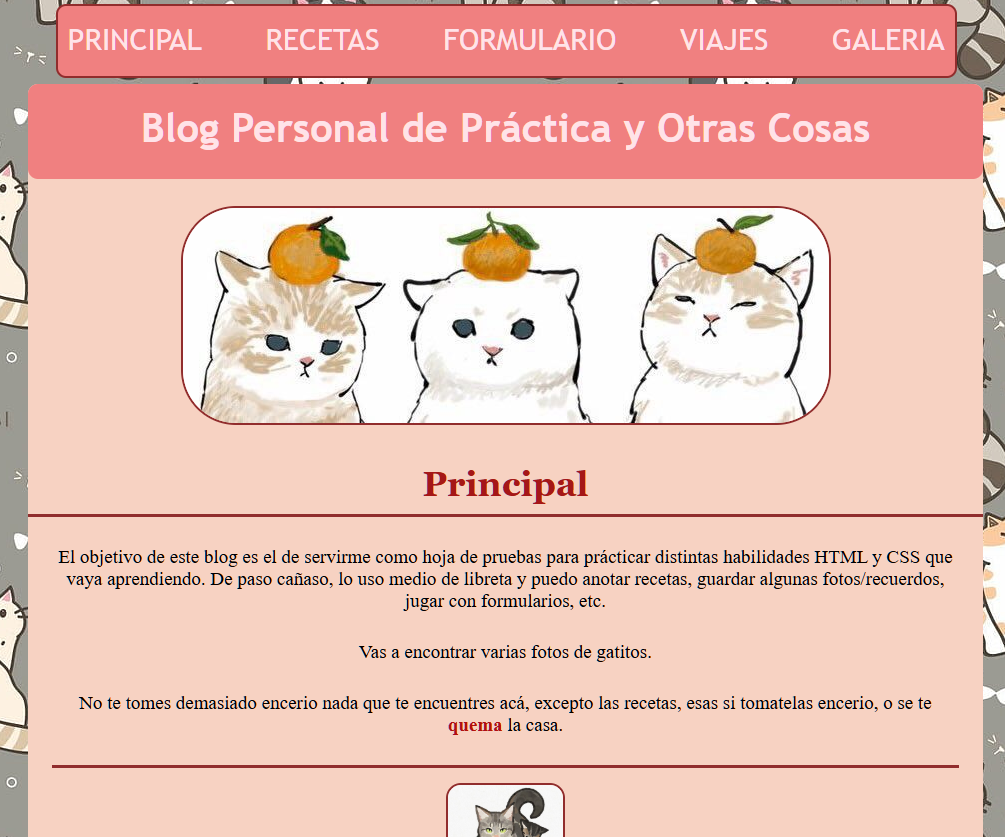 PRINCIPAL RECETAS FORMULARIO VIAJES GALERIA
Blog Personal de Práctica y Otras Cosas
Principal
El objetivo de este blog es el de servirme como hoja de pruebas para prácticar distintas habilidades HTML y CSS que
vaya aprendiendo. De paso cañaso, lo uso medio de libreta y puedo anotar recetas, guardar algunas fotos/recuerdos,
jugar con formularios, etc.
Vas a encontrar varias fotos de gatitos.
No te tomes demasiado encerio nada que te encuentres acá, excepto las recetas, esas si tomatelas encerio, o se te
quema la casa.